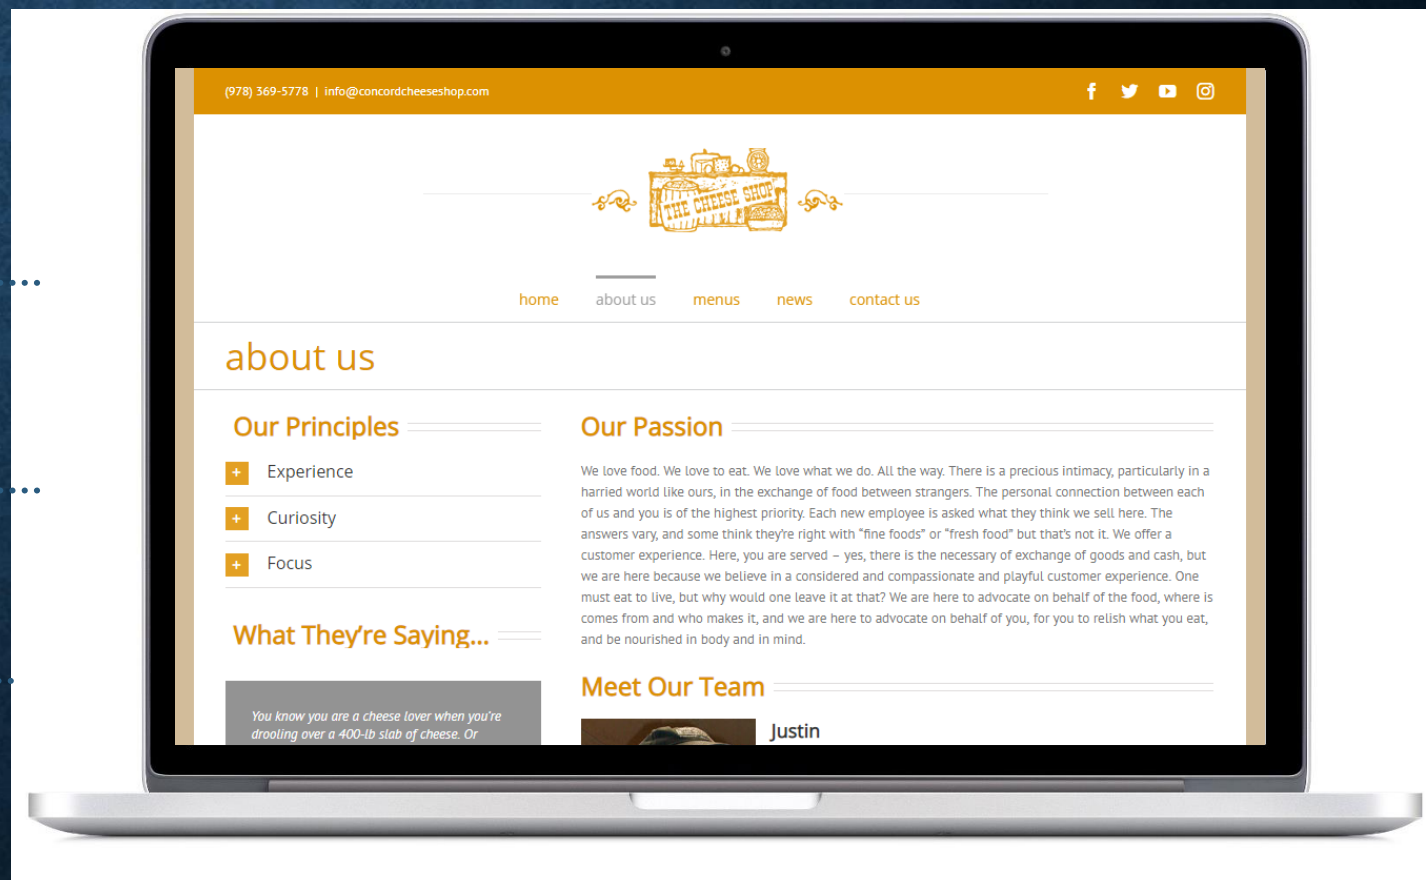 (978) 369-5778 | info@concordcheeseshop.com
THE CHEESE SHOP
home about us menus news contact us
about us
Our Principles
Experience
Curiosity
Focus
What They're Saying...
You know you are a cheese lover when you're
drooling over a 400-lb slab of cheese. Or
Our Passion
We love food. We love to eat. We love what we do. All the way. There is a precious intimacy, particularly in a
harried world like ours, in the exchange of food between strangers. The personal connection between each
of us and you is of the highest priority. Each new employee is asked what they think we sell here. The
answers vary, and some think they're right with “fine foods” or “fresh food” but that's not it. We offer a
customer experience. Here, you are served – yes, there is the necessary of exchange of goods and cash, but
we are here because we believe in a considered and compassionate and playful customer experience. One
must eat to live, but why would one leave it at that? We are here to advocate on behalf of the food, where is
comes from and who makes it, and we are here to advocate on behalf of you, for you to relish what you eat,
and be nourished in body and in mind.
Meet Our Team
Justin